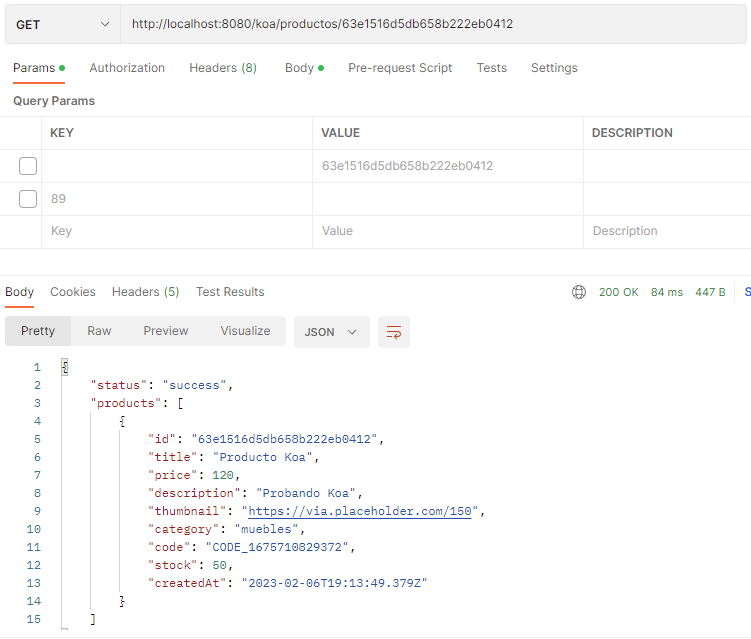 GET http://localhost:8080/koa/productos/63e1516d5db658b222eb0412
Params Authorization Headers (8) Body Pre-request Script Tests Settings
Query Params
KEY VALUE DESCRIPTION
63e1516d5db658b222eb0412
89
Key Value Description
Body Cookies Headers (5) Test Results 200 OK 84 ms 447 B S
Pretty Raw Preview Visualize JSON
1 {
2 "status": "success",
3 "products": [
4 {
5 "id": "63e1516d5db658b222eb0412",
6 "title": "Producto Koa",
7 "price": 120,
8 "description": "Probando Koa",
9 "thumbnail": "https://via.placeholder.com/150",
10 "category": "muebles",
11 "code": "CODE_1675710829372",
12 "stock": 50,
13 "createdAt": "2023-02-06T19:13:49.379Z"
14 }
15 ]